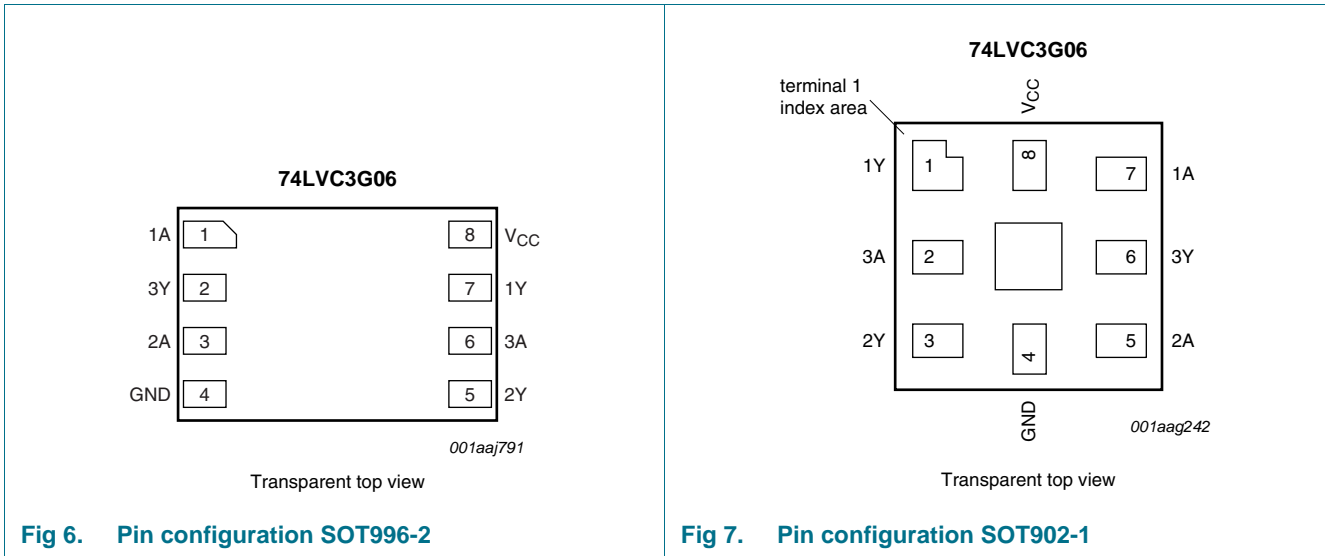 74LVC3G06
1A 1 8 VCC
3Y 2 7 1Y
2A 3 6 3A
GND 4 5 2Y
001aaj791
Transparent top view
Fig 6. Pin configuration SOT996-2
74LVC3G06
terminal 1
index area
VCC
1Y 1 8 7 1A
3A 2 6 3Y
2Y 3 4 5 2A
GND
001aag242
Transparent top view
Fig 7. Pin configuration SOT902-1